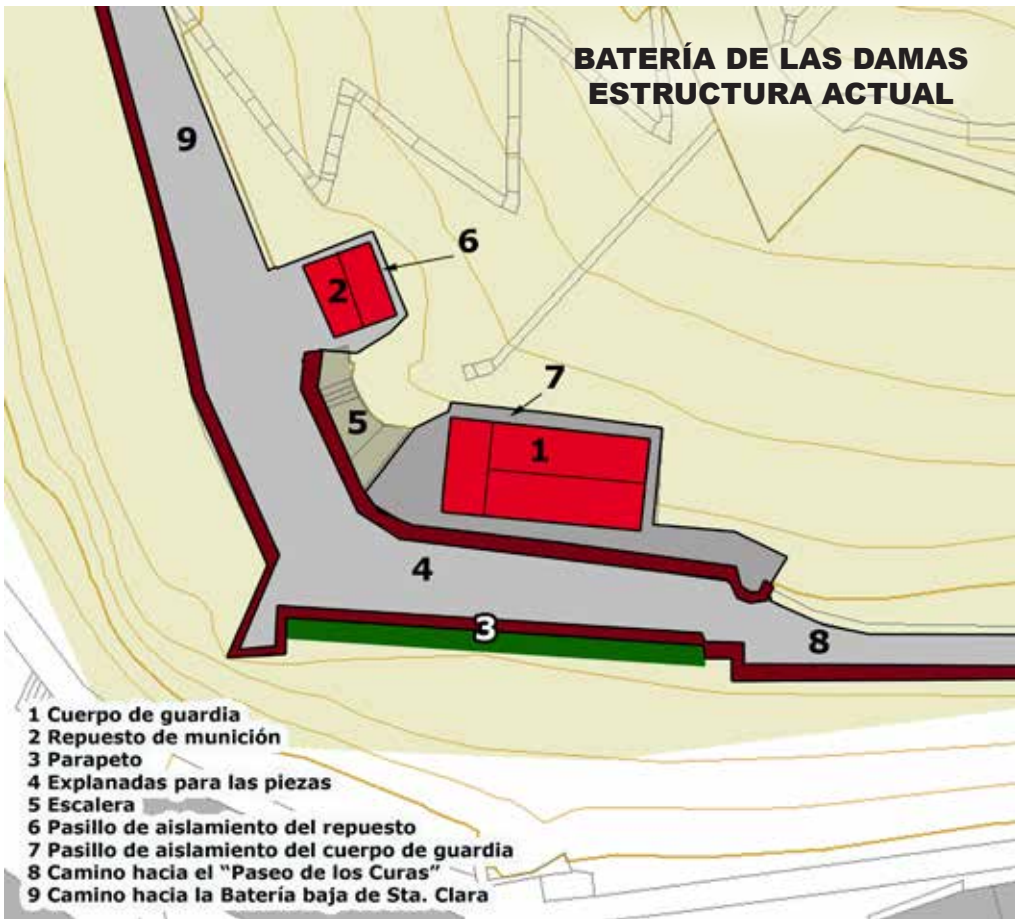 BATERÍA DE LAS DAMAS
ESTRUCTURA ACTUAL
9
6
2
7
5
1
4
3
8
1 Cuerpo de guardia
2 Repuesto de munición
3 Parapeto
4 Explanadas para las piezas
5 Escalera
6 Pasillo de aislamiento del repuesto
7 Pasillo de aislamiento del cuerpo de guardia
8 Camino hacia el "Paseo de los Curas"
9 Camino hacia la Batería baja de Sta. Clara